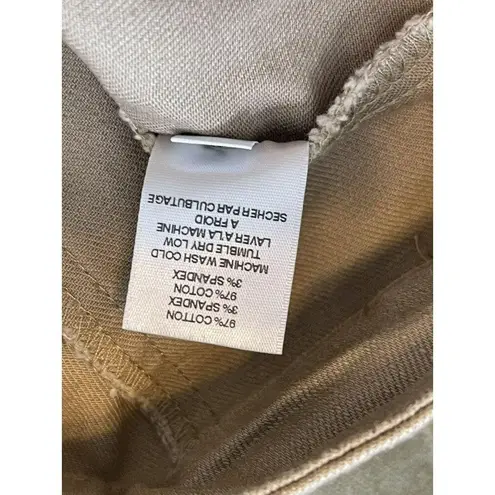 97% COTTON
3% SPANDEX
97% COTON
3% SPANDEX
MACHINE WASH COLD
TUMBLE DRY LOW
LAVER A LA MACHINE
A FROID
SECHER PAR CULBUTAGE